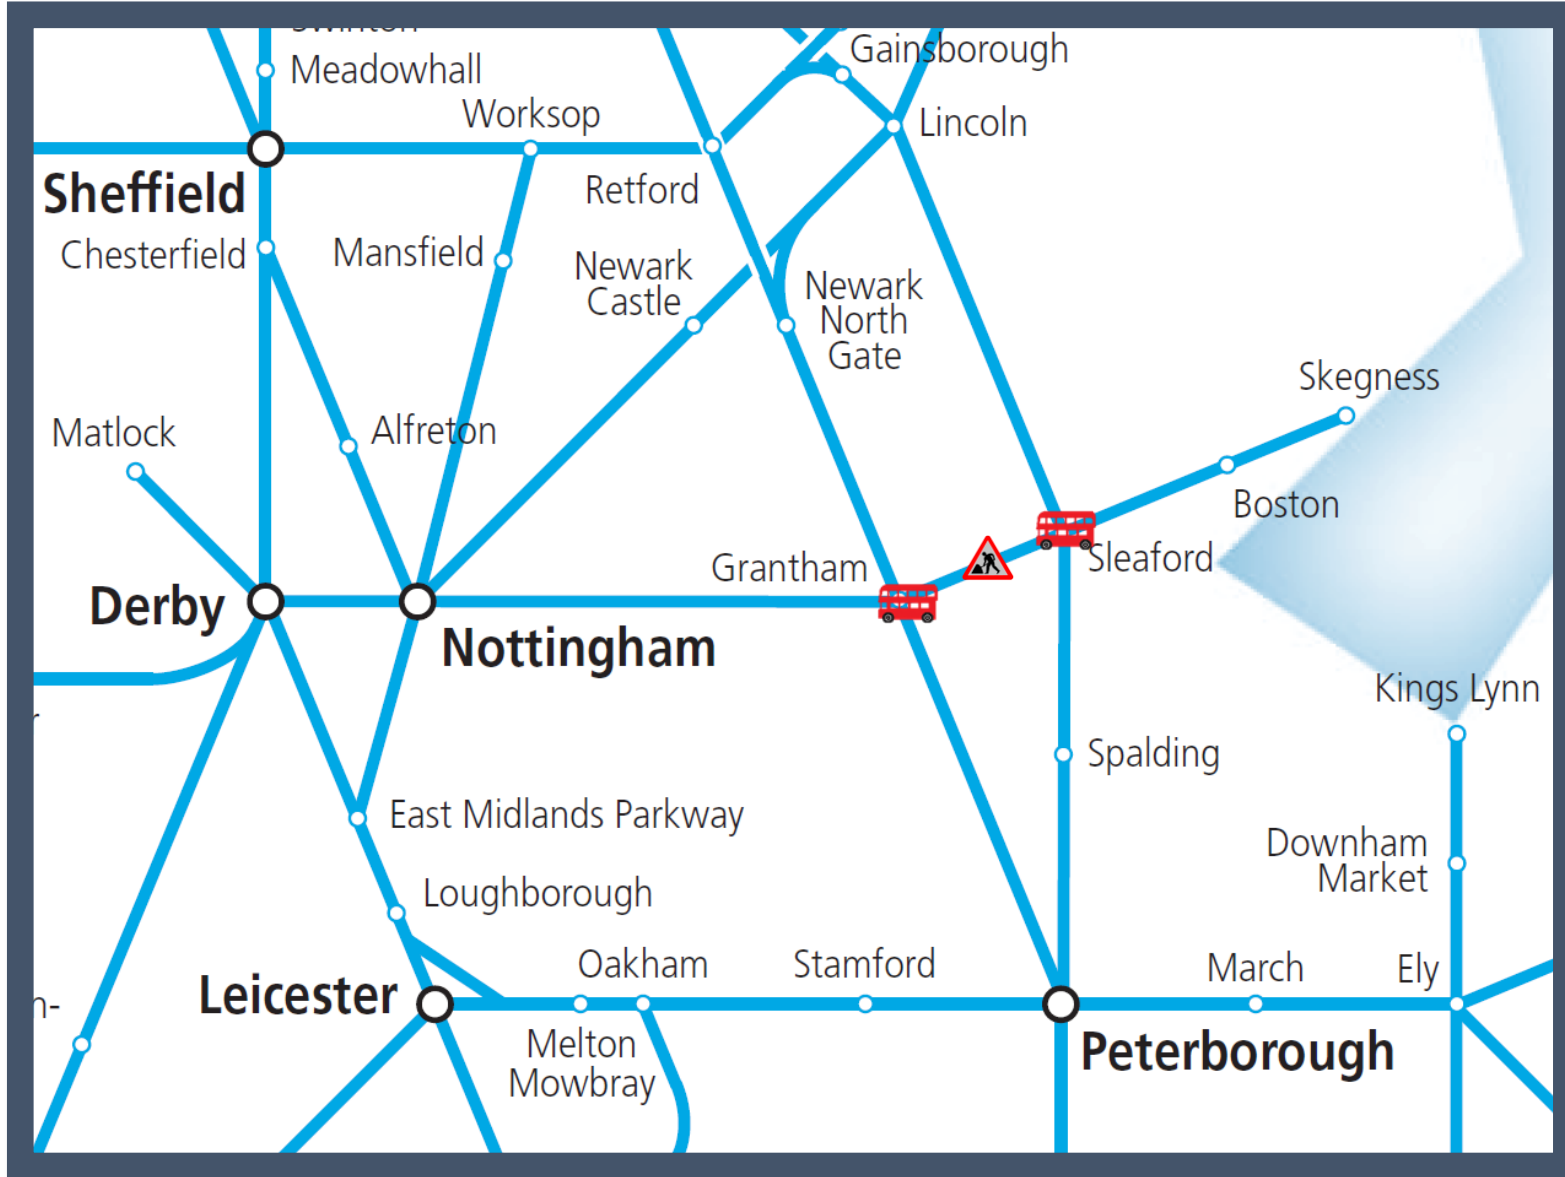 Meadowhall
Gainsborough
Worksop
Lincoln
Sheffield
Retford
Chesterfield
Mansfield
Newark
Castle
Newark
North
Gate
Skegness
Matlock
Alfreton
Boston
Grantham
Sleaford
Derby
Nottingham
Kings Lynn
Spalding
East Midlands Parkway
Downham
Market
Loughborough
Oakham
Stamford
March
Ely
Leicester
n-
Melton
Mowbray
Peterborough